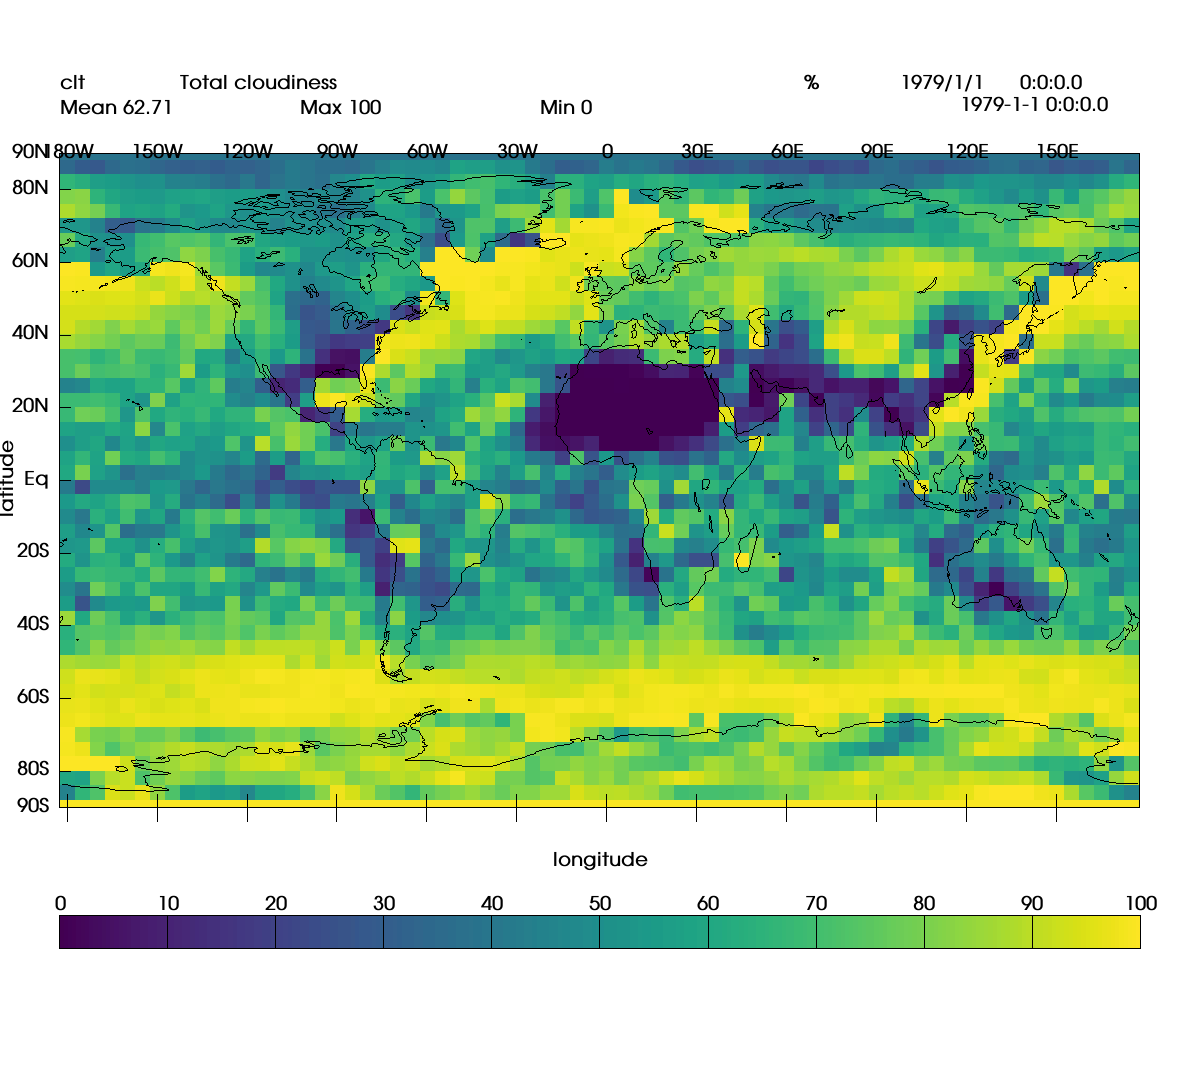 clt Total cloudiness % 1979/1/1 0:0:0.0
Mean 62.71 Max 100 Min 0 1979-1-1 0:0:0.0
180W 150W 120W 90W 60W 30W 0 30E 60E 90E 120E 150E
90N
80N
60N
40N
20N
Eq
20S
40S
60S
80S
90S
latitude
longitude
0 10 20 30 40 50 60 70 80 90 100